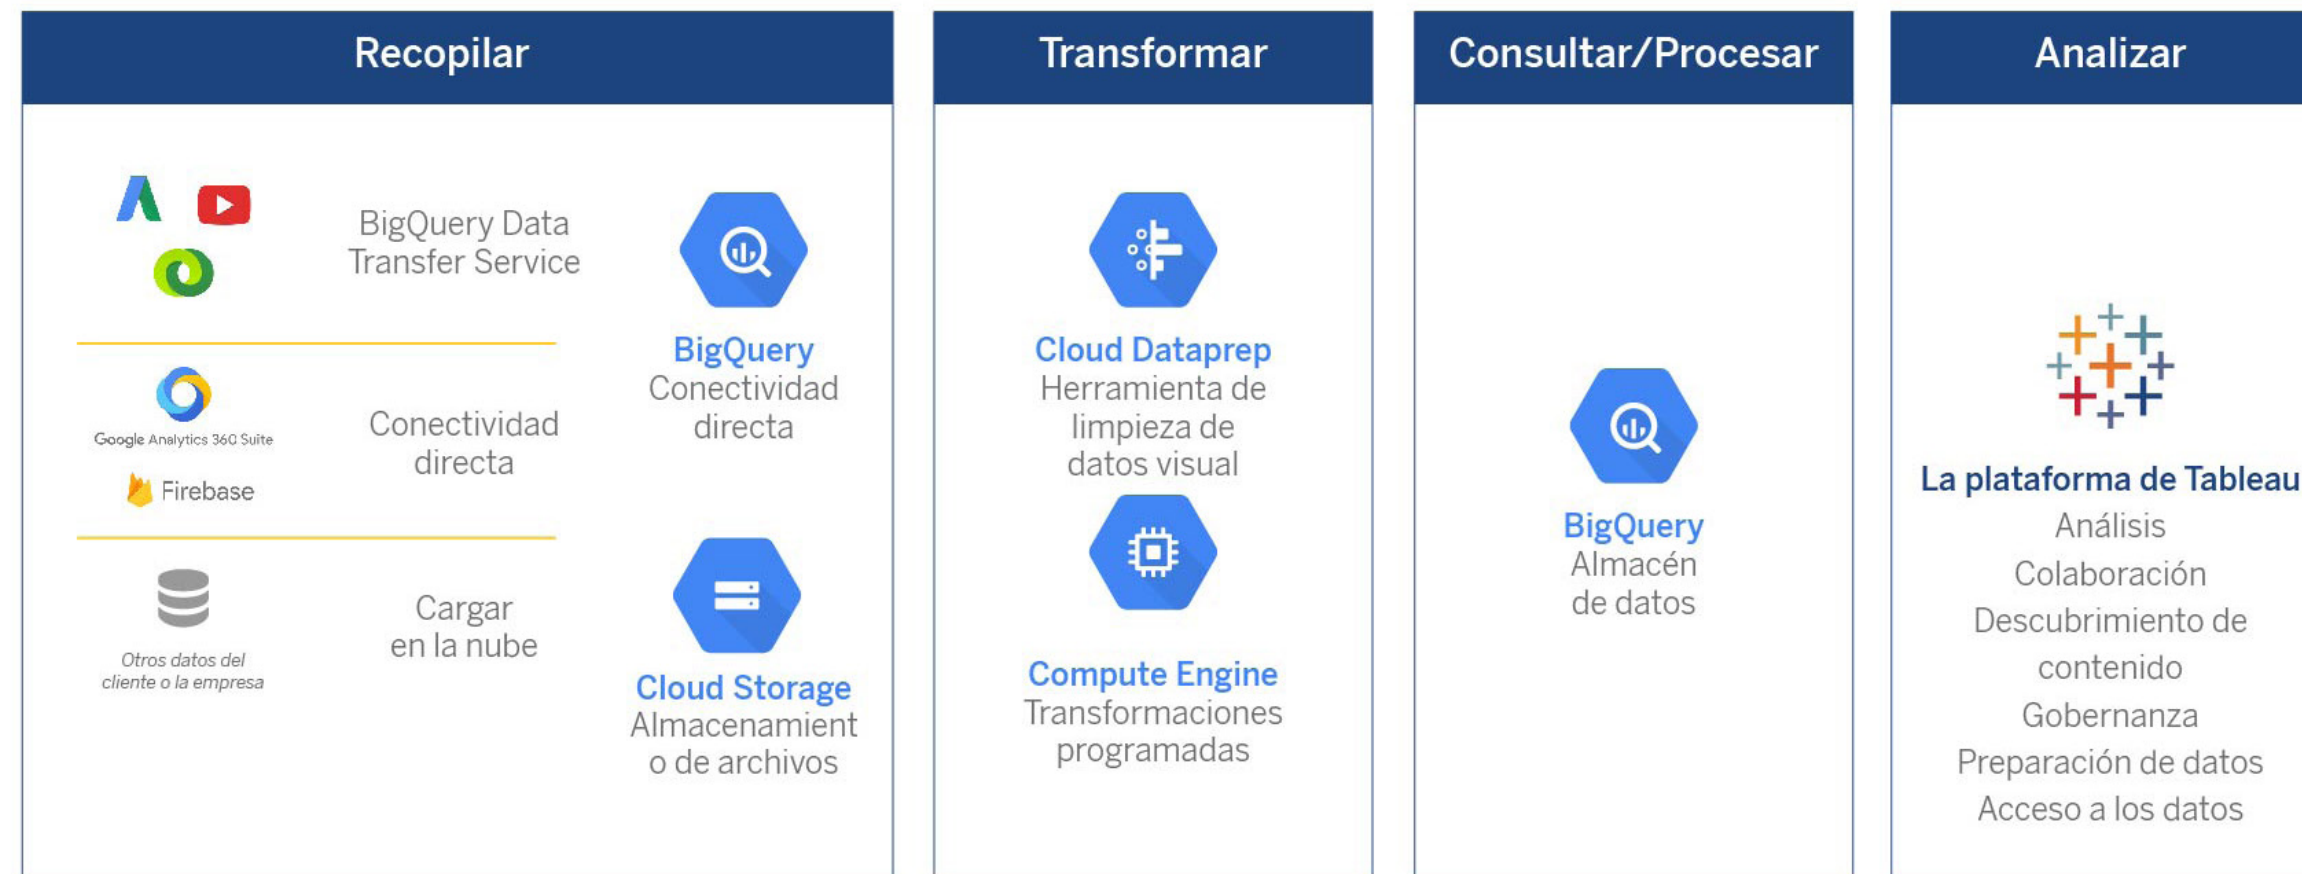 Recopilar
BigQuery Data
Transfer Service
Google Analytics 360 Suite
Firebase
Conectividad
directa
Otros datos del
cliente o la empresa
Cargar
en la nube
BigQuery
Conectividad
directa
Cloud Storage
Almacenamient
o de archivos
Transformar
Cloud Dataprep
Herramienta de
limpieza de
datos visual
Compute Engine
Transformaciones
programadas
Consultar/Procesar
BigQuery
Almacén
de datos
Analizar
La plataforma de Tableau
Análisis
Colaboración
Descubrimiento de
contenido
Gobernanza
Preparación de datos
Acceso a los datos